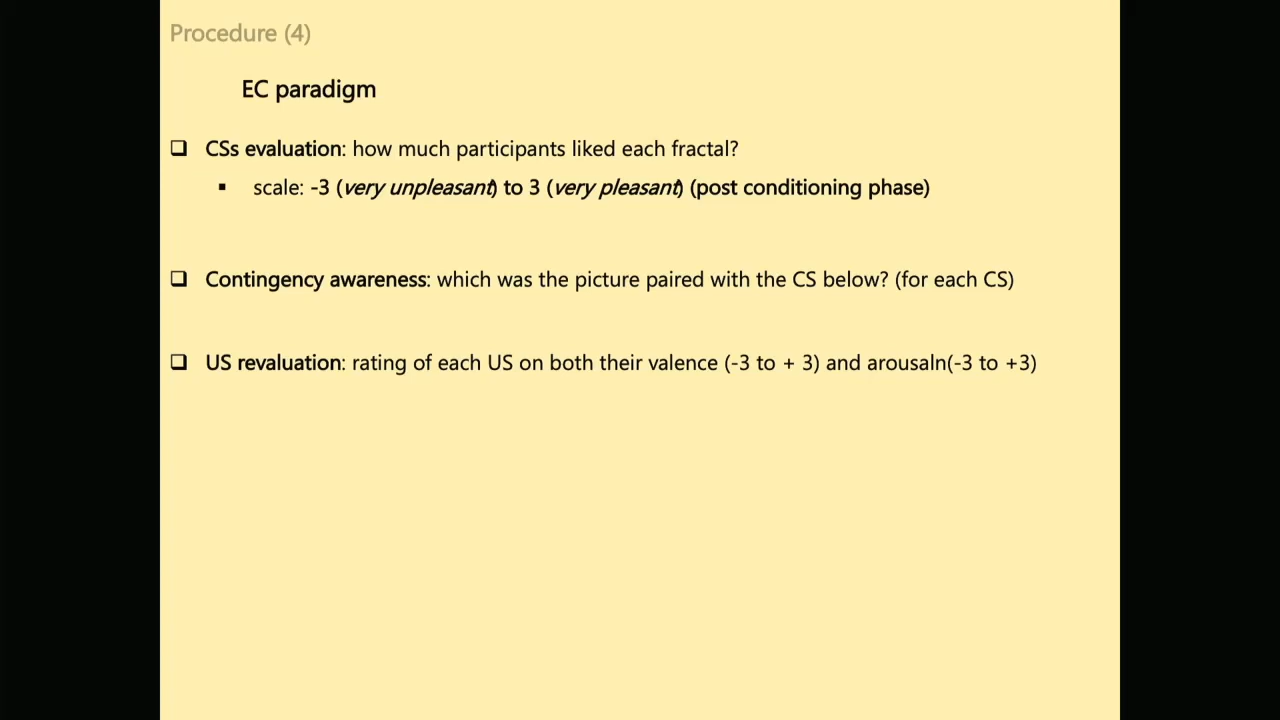 Procedure (4)
EC paradigm
❑ CSs evaluation: how much participants liked each fractal?
▪ scale: -3 (very unpleasant) to 3 (very pleasant) (post conditioning phase)
❑ Contingency awareness: which was the picture paired with the CS below? (for each CS)
❑ US revaluation: rating of each US on both their valence (-3 to + 3) and arousaln(-3 to +3)